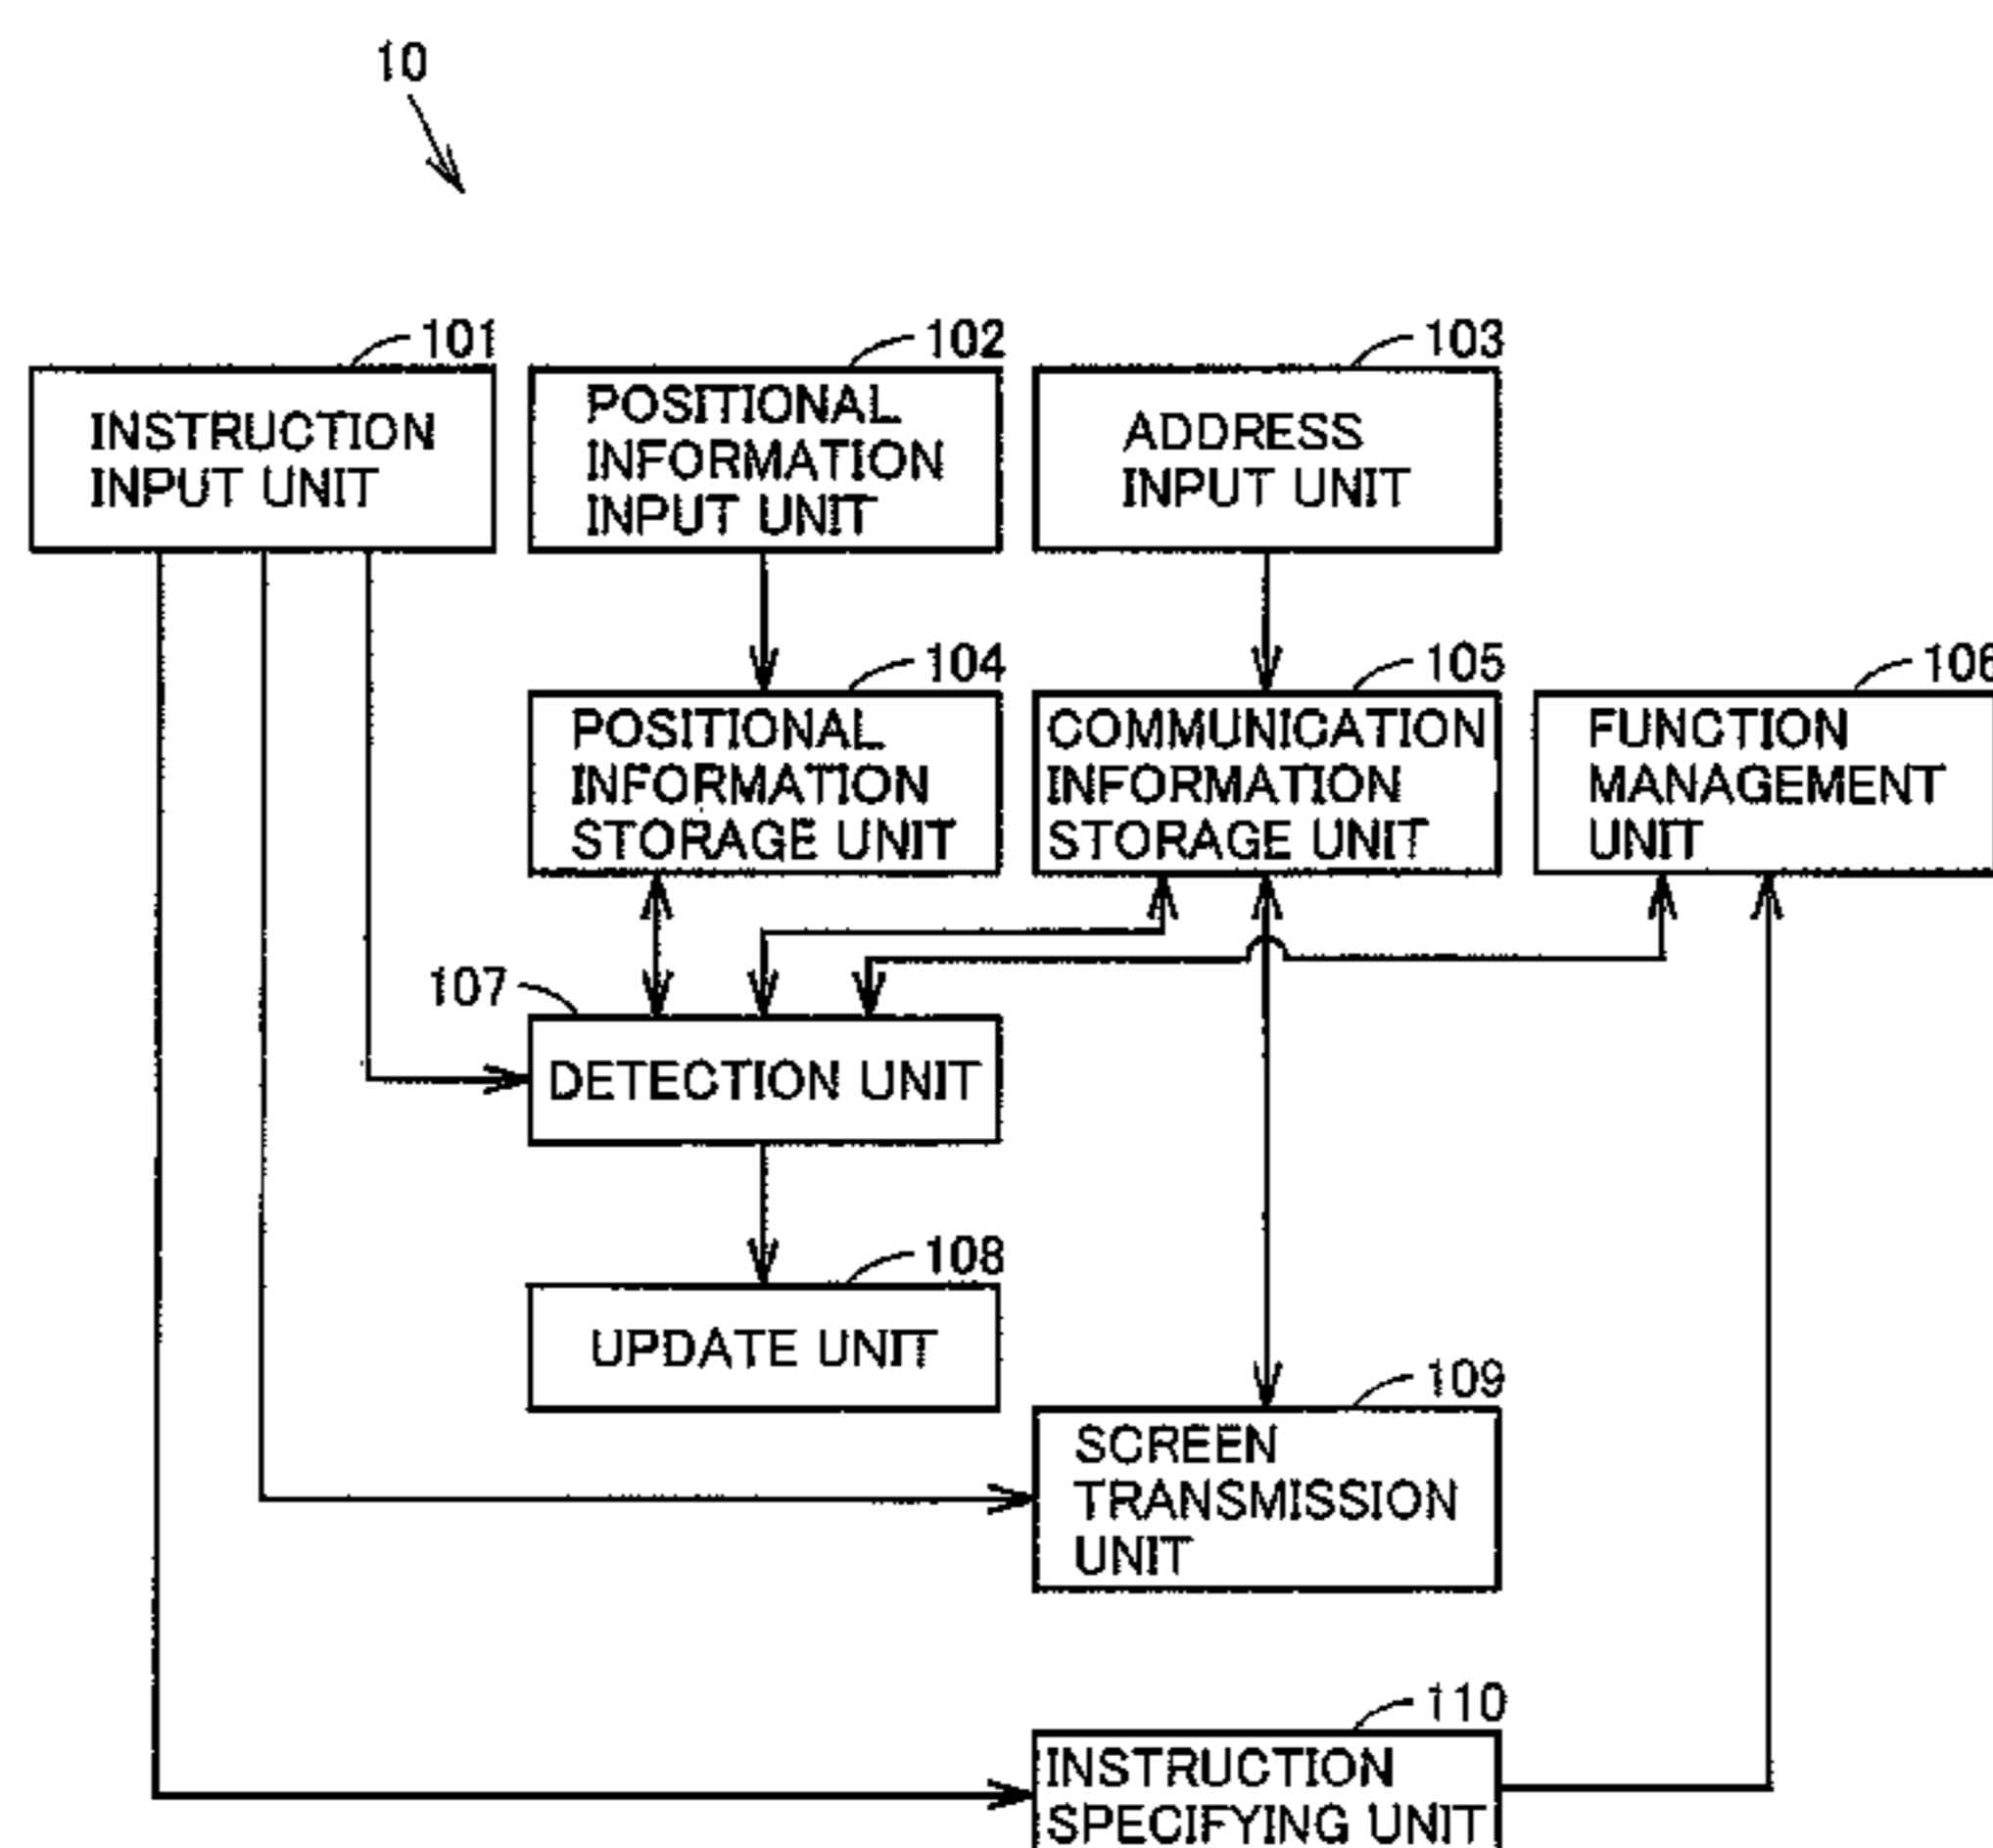 10
101
INSTRUCTION
INPUT UNIT
102
POSITIONAL
INFORMATION
INPUT UNIT
103
ADDRESS
INPUT UNIT
104
POSITIONAL
INFORMATION
STORAGE UNIT
105
COMMUNICATION
INFORMATION
STORAGE UNIT
106
FUNCTION
MANAGEMENT
UNIT
107
DETECTION UNIT
108
UPDATE UNIT
109
SCREEN
TRANSMISSION
UNIT
110
INSTRUCTION
SPECIFYING UNIT